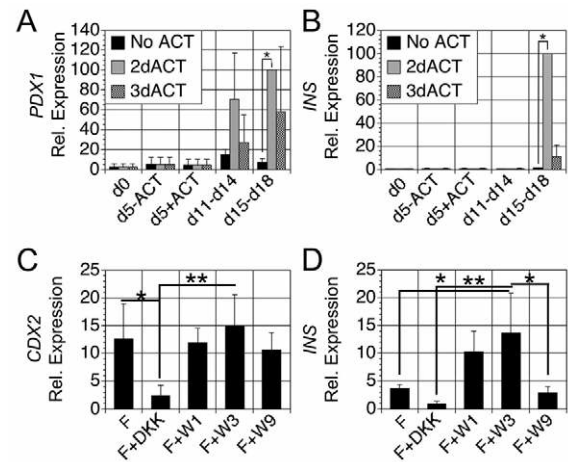 A
PDX1
Rel. Expression
140
120
100
80
60
40
20
0
No ACT
2dACT
3dACT
*
d0
d5-ACT
d5+ACT
d11-d14
d15-d18
B
INS
Rel. Expression
120
100
80
60
40
20
0
No ACT
2dACT
3dACT
*
d0
d5-ACT
d5+ACT
d11-d14
d15-d18
C
CDX2
Rel. Expression
25
20
15
10
5
0
*
**
F
F+DKK
F+W1
F+W3
F+W9
D
INS
Rel. Expression
25
20
15
10
5
0
*
**
*
F
F+DKK
F+W1
F+W3
F+W9